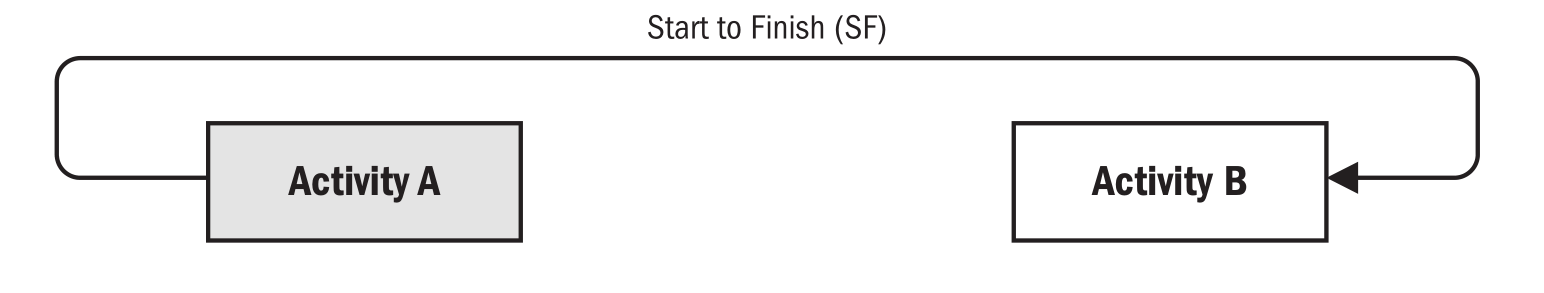 Start to Finish (SF)
Activity A
Activity B